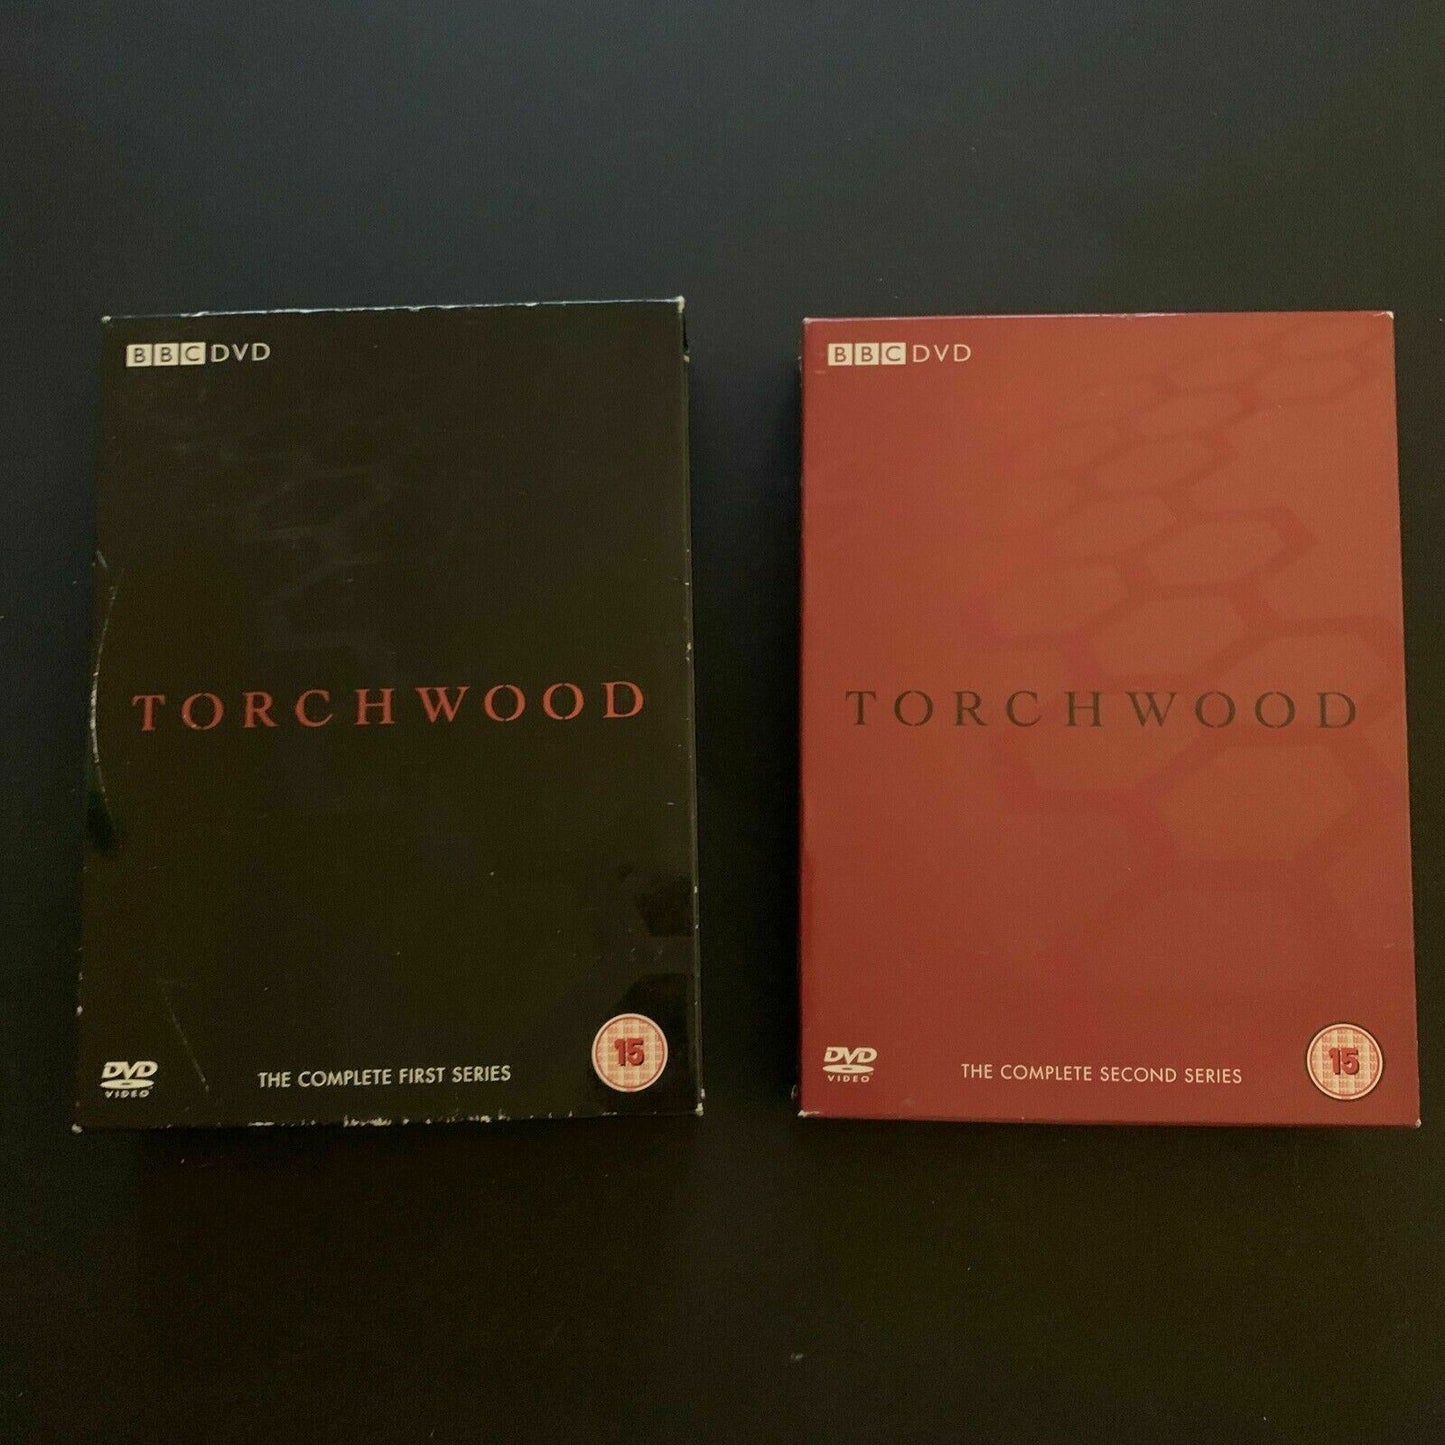 BBC DVD
TORCHWOOD
DVD
VIDEO
THE COMPLETE FIRST SERIES
15
BBC DVD
TORCHWOOD
DVD
VIDEO
THE COMPLETE SECOND SERIES
15